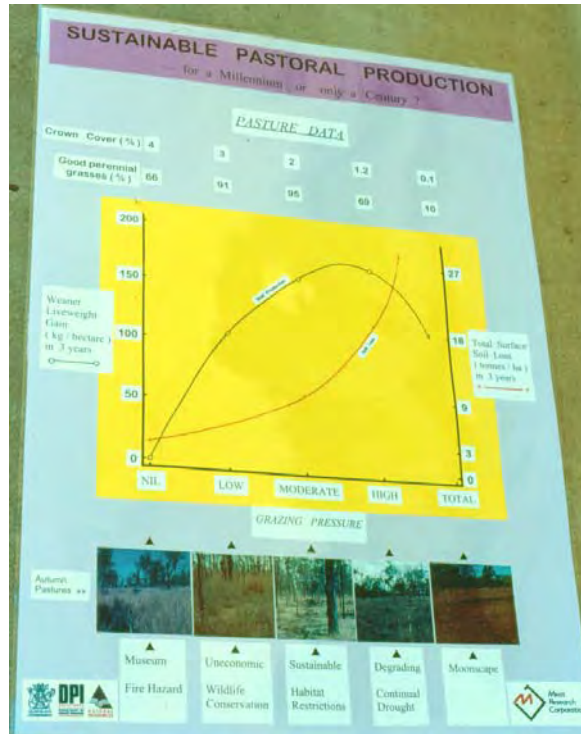 SUSTAINABLE PASTORAL PRODUCTION
for a Millennium or only a Century ?
PASTURE DATA
Crown Cover (%) 4 3 2 1.2 0.1
Good perennial
grasses (%) 66 91 95 69 10
200
150
100
50
0
Weaner
Liveweight
Gain
( kg / hectare )
in 3 years
Beef Production
Soil Loss
27
18
9
3
0
Total Surface
Soil Loss
( tonnes / ha )
in 3 years
NIL LOW MODERATE HIGH TOTAL
GRAZING PRESSURE
Autumn
Pastures »»
Museum
Fire Hazard
Uneconomic
Wildlife
Conservation
Sustainable
Habitat
Restrictions
Degrading
Continual
Drought
Moonscape
DPI
Meat
Research
Corporation